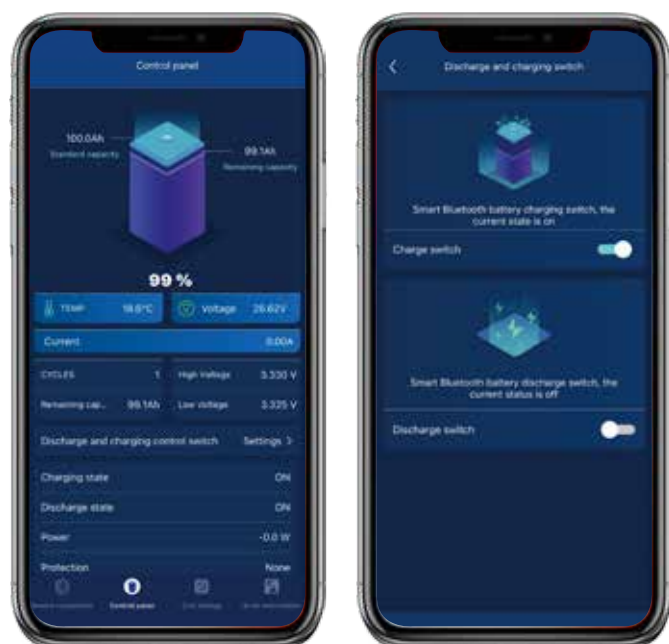 Control panel
100.0Ah
Standard capacity
99.1Ah
Remaining capacity
99 %
TEMP 18.6°C
Voltage 26.62V
Current 0.00A
CYCLES 1
High Voltage 3.330 V
Remaining cap... 99.1Ah
Low Voltage 3.325 V
Discharge and charging control switch Settings >
Charging state ON
Discharge state ON
Power -0.0 W
Protection None
Control panel
Discharge and charging switch
Smart Bluetooth battery charging switch, the
current state is on
Charge switch
Smart Bluetooth battery discharge switch, the
current status is off
Discharge switch